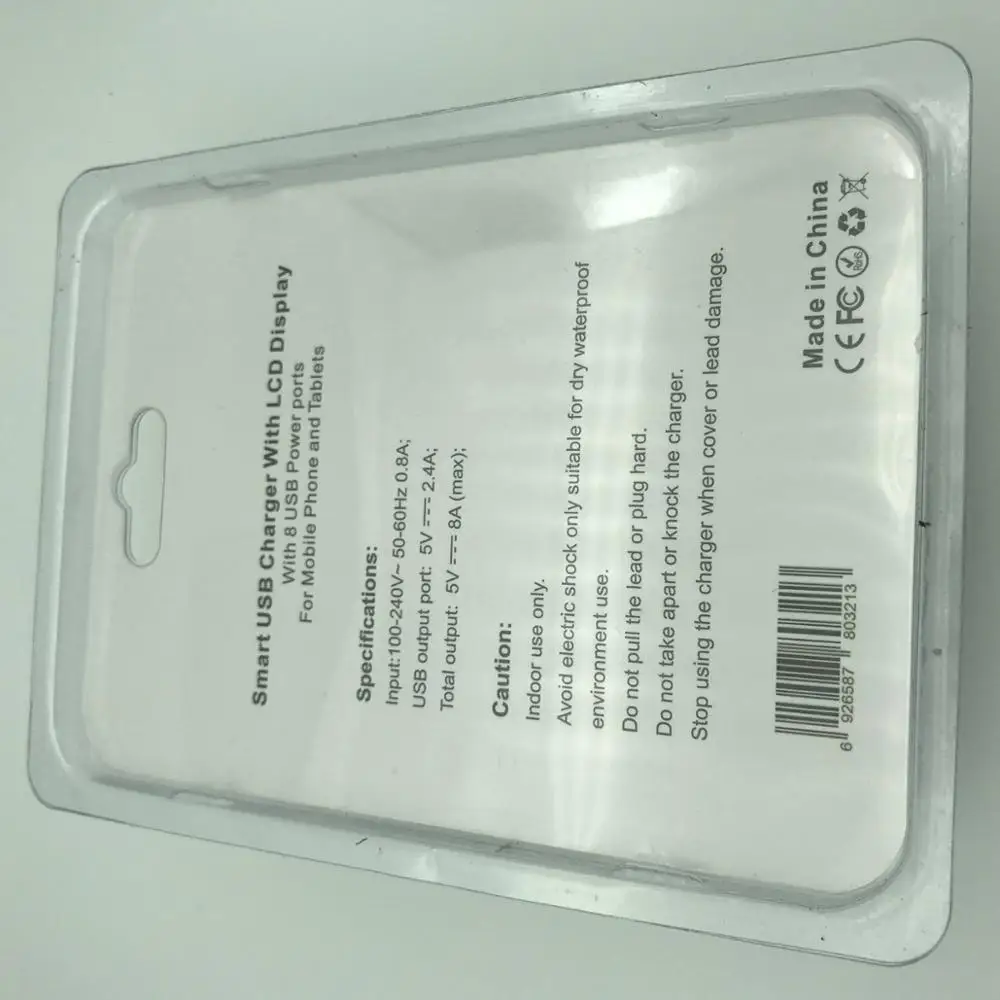 Smart USB Charger With LCD Display
With 8 USB Power ports
For Mobile Phone and Tablets
Specifications:
Input:100-240V~ 50-60Hz 0.8A;
USB output port: 5V⎓ 2.4A;
Total output: 5V⎓ 8A (max);
Caution:
Indoor use only.
Avoid electric shock only suitable for dry waterproof
environment use.
Do not pull the lead or plug hard.
Do not take apart or knock the charger.
Stop using the charger when cover or lead damage.
6 926587 803213
Made in China
CE FC RoHS